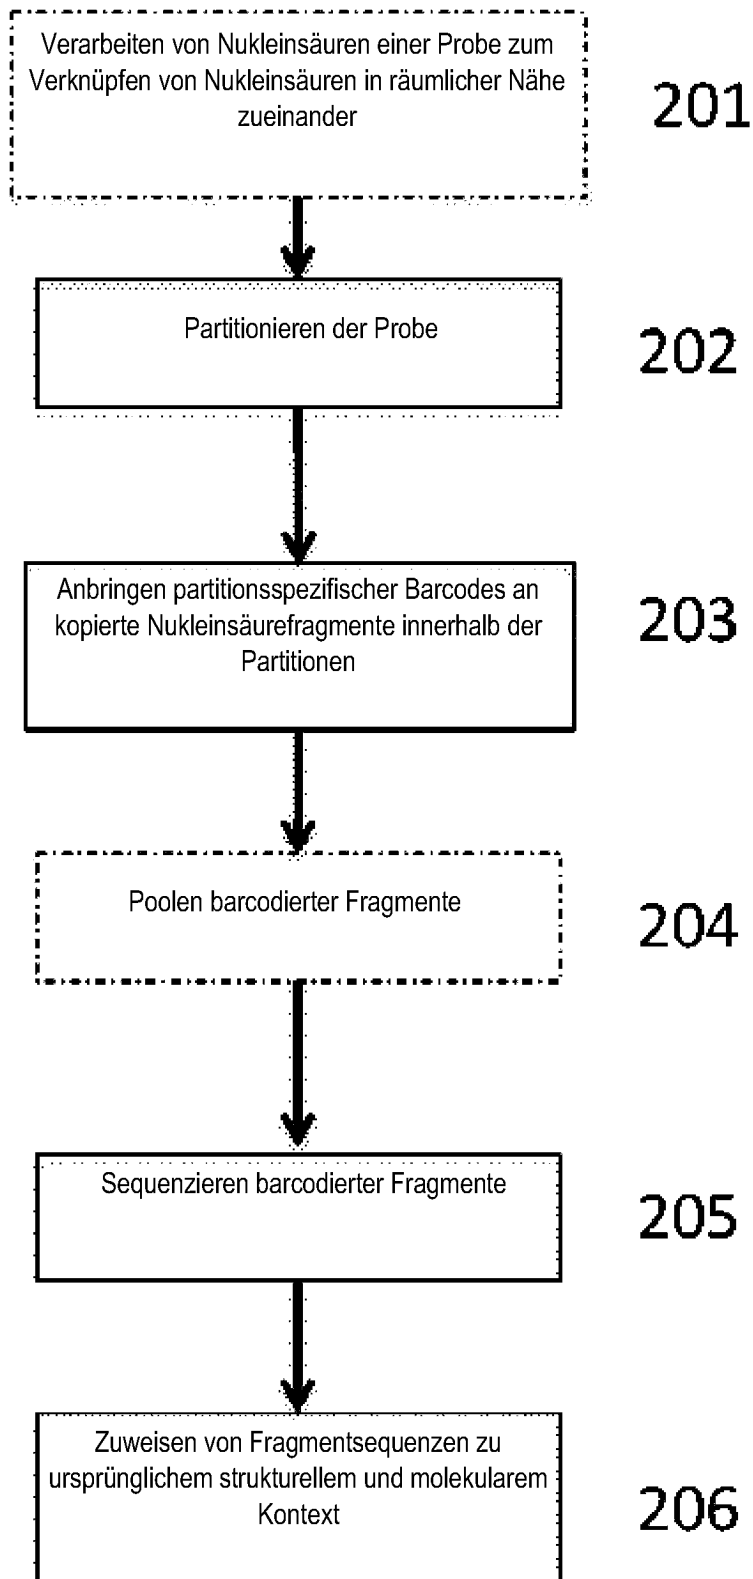 Verarbeiten von Nukleinsäuren einer Probe zum
Verknüpfen von Nukleinsäuren in räumlicher Nähe
zueinander
201
Partitionieren der Probe
202
Anbringen partitionsspezifischer Barcodes an
kopierte Nukleinsäurefragmente innerhalb der
Partitionen
203
Poolen barcodierter Fragmente
204
Sequenzieren barcodierter Fragmente
205
Zuweisen von Fragmentsequenzen zu
ursprünglichem strukturellem und molekularem
Kontext
206